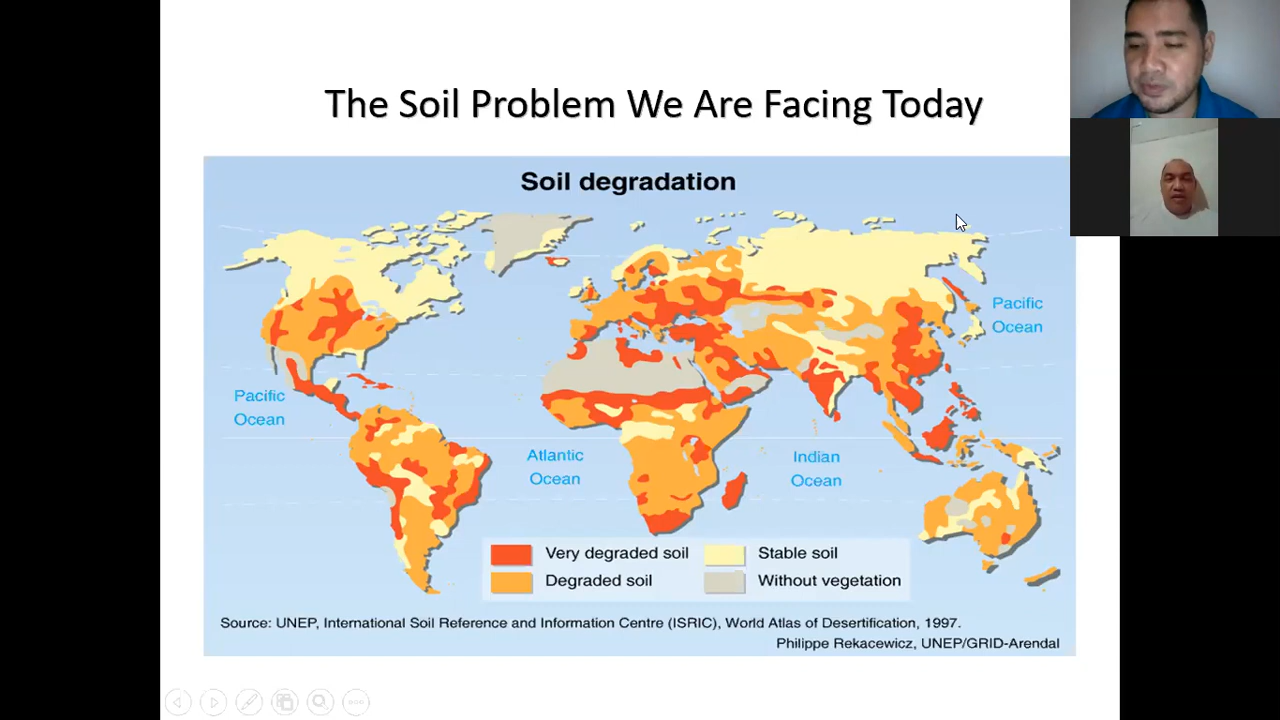 The Soil Problem We Are Facing Today
Soil degradation
Pacific
Ocean
Pacific
Ocean
Atlantic
Ocean
Indian
Ocean
Very degraded soil
Stable soil
Degraded soil
Without vegetation
Source: UNEP, International Soil Reference and Information Centre (ISRIC), World Atlas of Desertification, 1997.
Philippe Rekacewicz, UNEP/GRID-Arendal